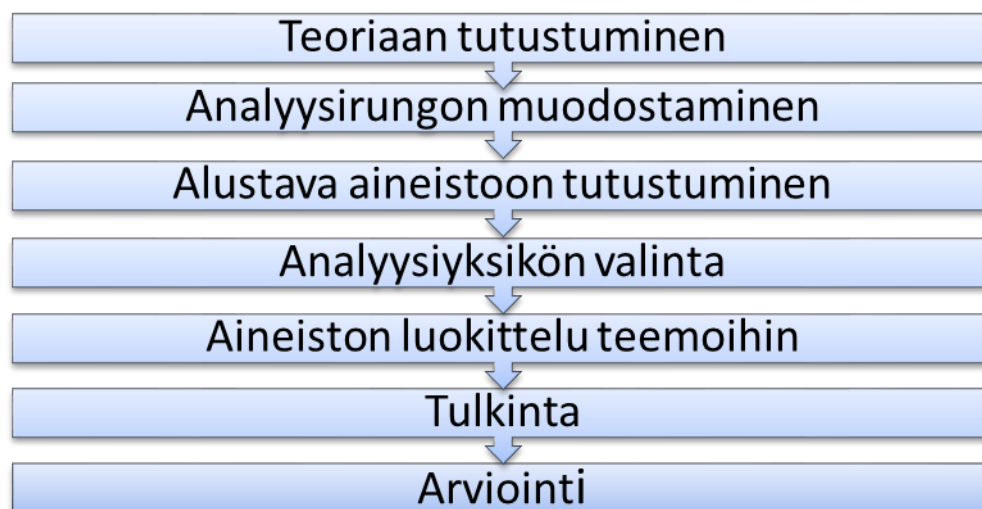 Teoriaan tutustuminen
Analyysirungon muodostaminen
Alustava aineistoon tutustuminen
Analyysiyksikön valinta
Aineiston luokittelu teemoihin
Tulkinta
Arviointi